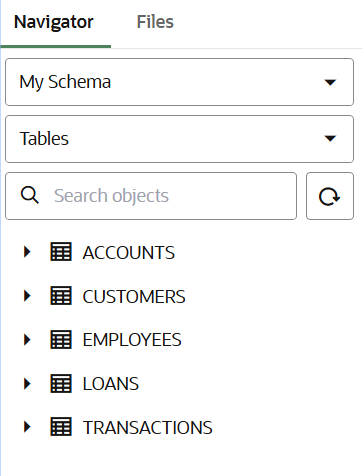 Navigator Files
My Schema
Tables
Search objects
ACCOUNTS
CUSTOMERS
EMPLOYEES
LOANS
TRANSACTIONS